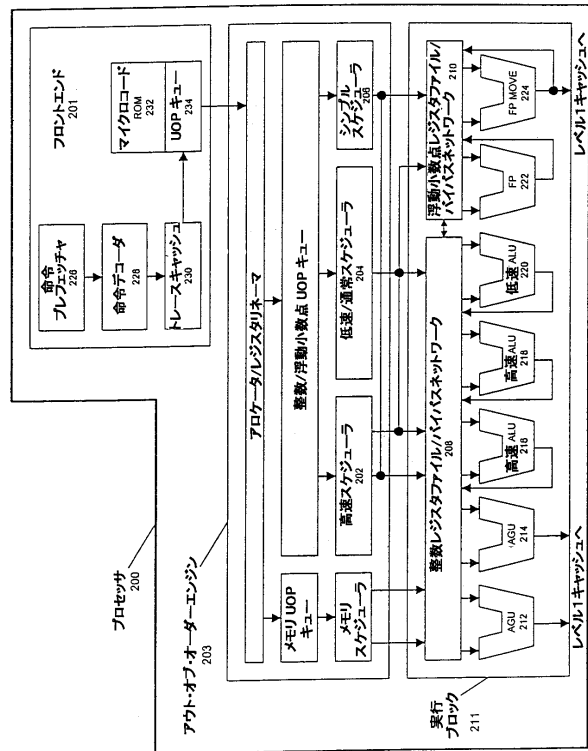 プロセッサ
200
フロントエンド
201
命令
プレフェッチャ
226
命令デコーダ
228
トレースキャッシュ
230
マイクロコード
ROM
232
UOP キュー
234
アウト・オブ・オーダーエンジン
203
アロケータ/レジスタリネーマ
メモリ UOP
キュー
整数/浮動小数点 UOP キュー
メモリ
スケジューラ
高速スケジューラ
202
低速/通常スケジューラ
204
シンプル
スケジューラ
206
実行
ブロック
211
整数レジスタファイル/バイパスネットワーク
208
浮動小数点レジスタファイル/
バイパスネットワーク
210
AGU
212
AGU
214
高速 ALU
216
高速 ALU
218
低速 ALU
220
FP
222
FP MOVE
224
レベル1キャッシュへ
レベル1キャッシュへ